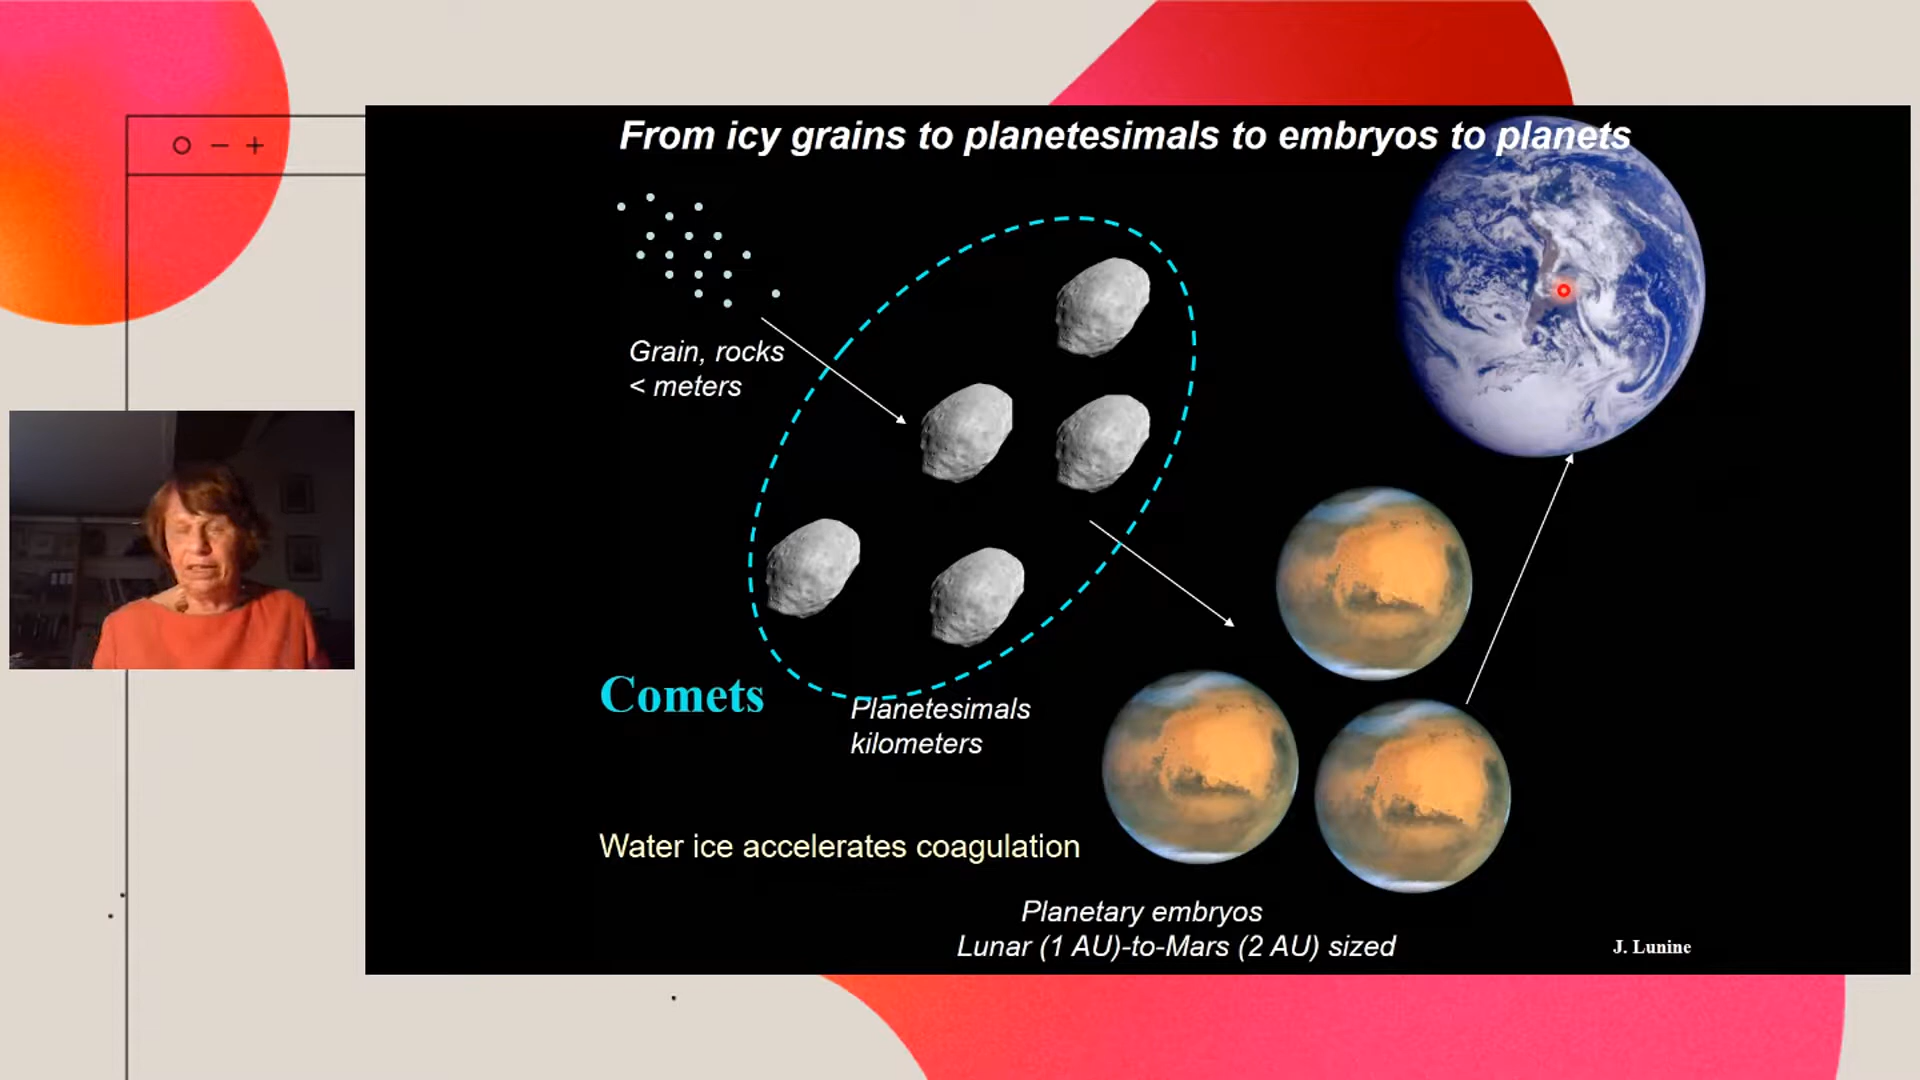 From icy grains to planetesimals to embryos to planets
Grain, rocks
< meters
Comets
Planetesimals
kilometers
Water ice accelerates coagulation
Planetary embryos
Lunar (1 AU)-to-Mars (2 AU) sized
J. Lunine